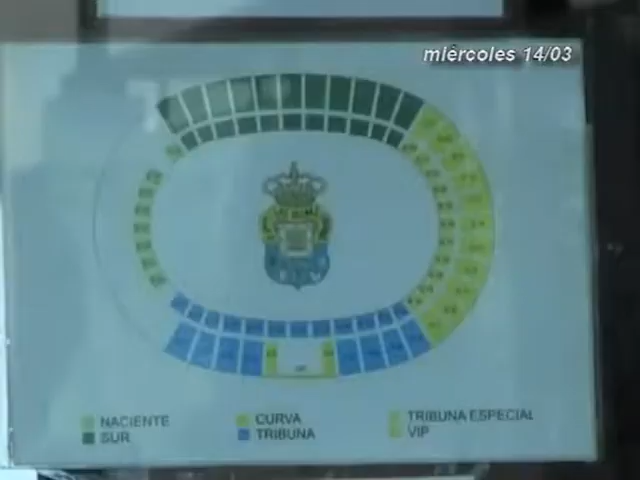 miércoles 14/03
NACIENTE
SUR
CURVA
TRIBUNA
TRIBUNA ESPECIAL
VIP